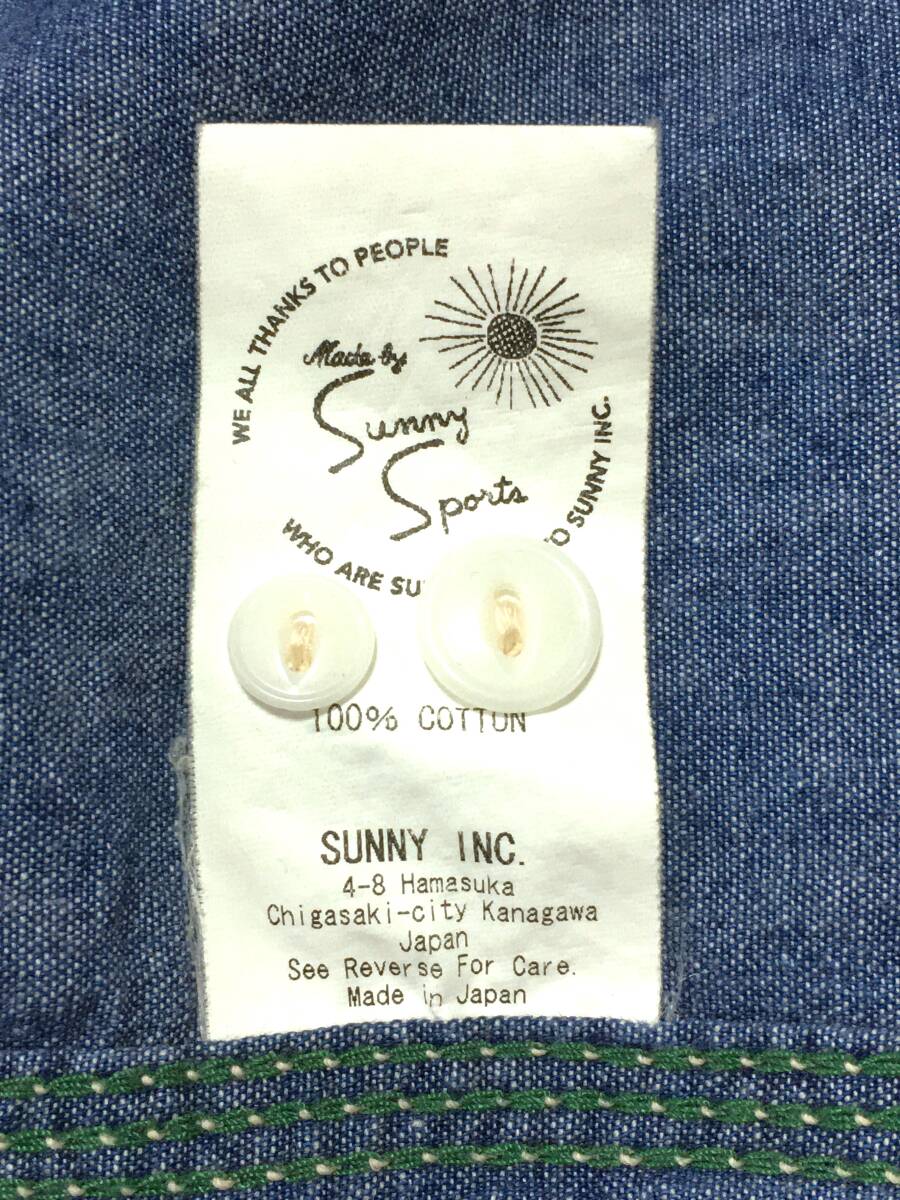 WE ALL THANKS TO PEOPLE
Made by
Sunny
Sports
WHO ARE
SUNNY INC.
100% COTTON
SUNNY INC.
4-8 Hamasuka
Chigasaki-city Kanagawa
Japan
See Reverse For Care.
Made in Japan